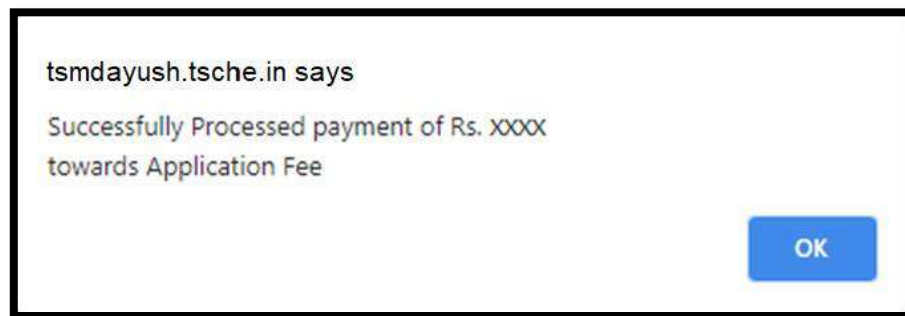 tsmdayush.tsche.in says
Successfully Processed payment of Rs. XXXX
towards Application Fee
OK